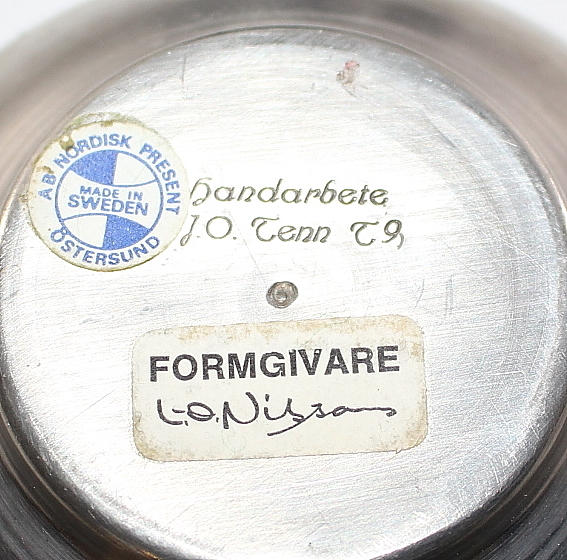 AB NORDISK PRESENT
MADE IN
SWEDEN
ÖSTERSUND
Handarbete
J.O. Tenn T9,
FORMGIVARE
L-O.Nilsson